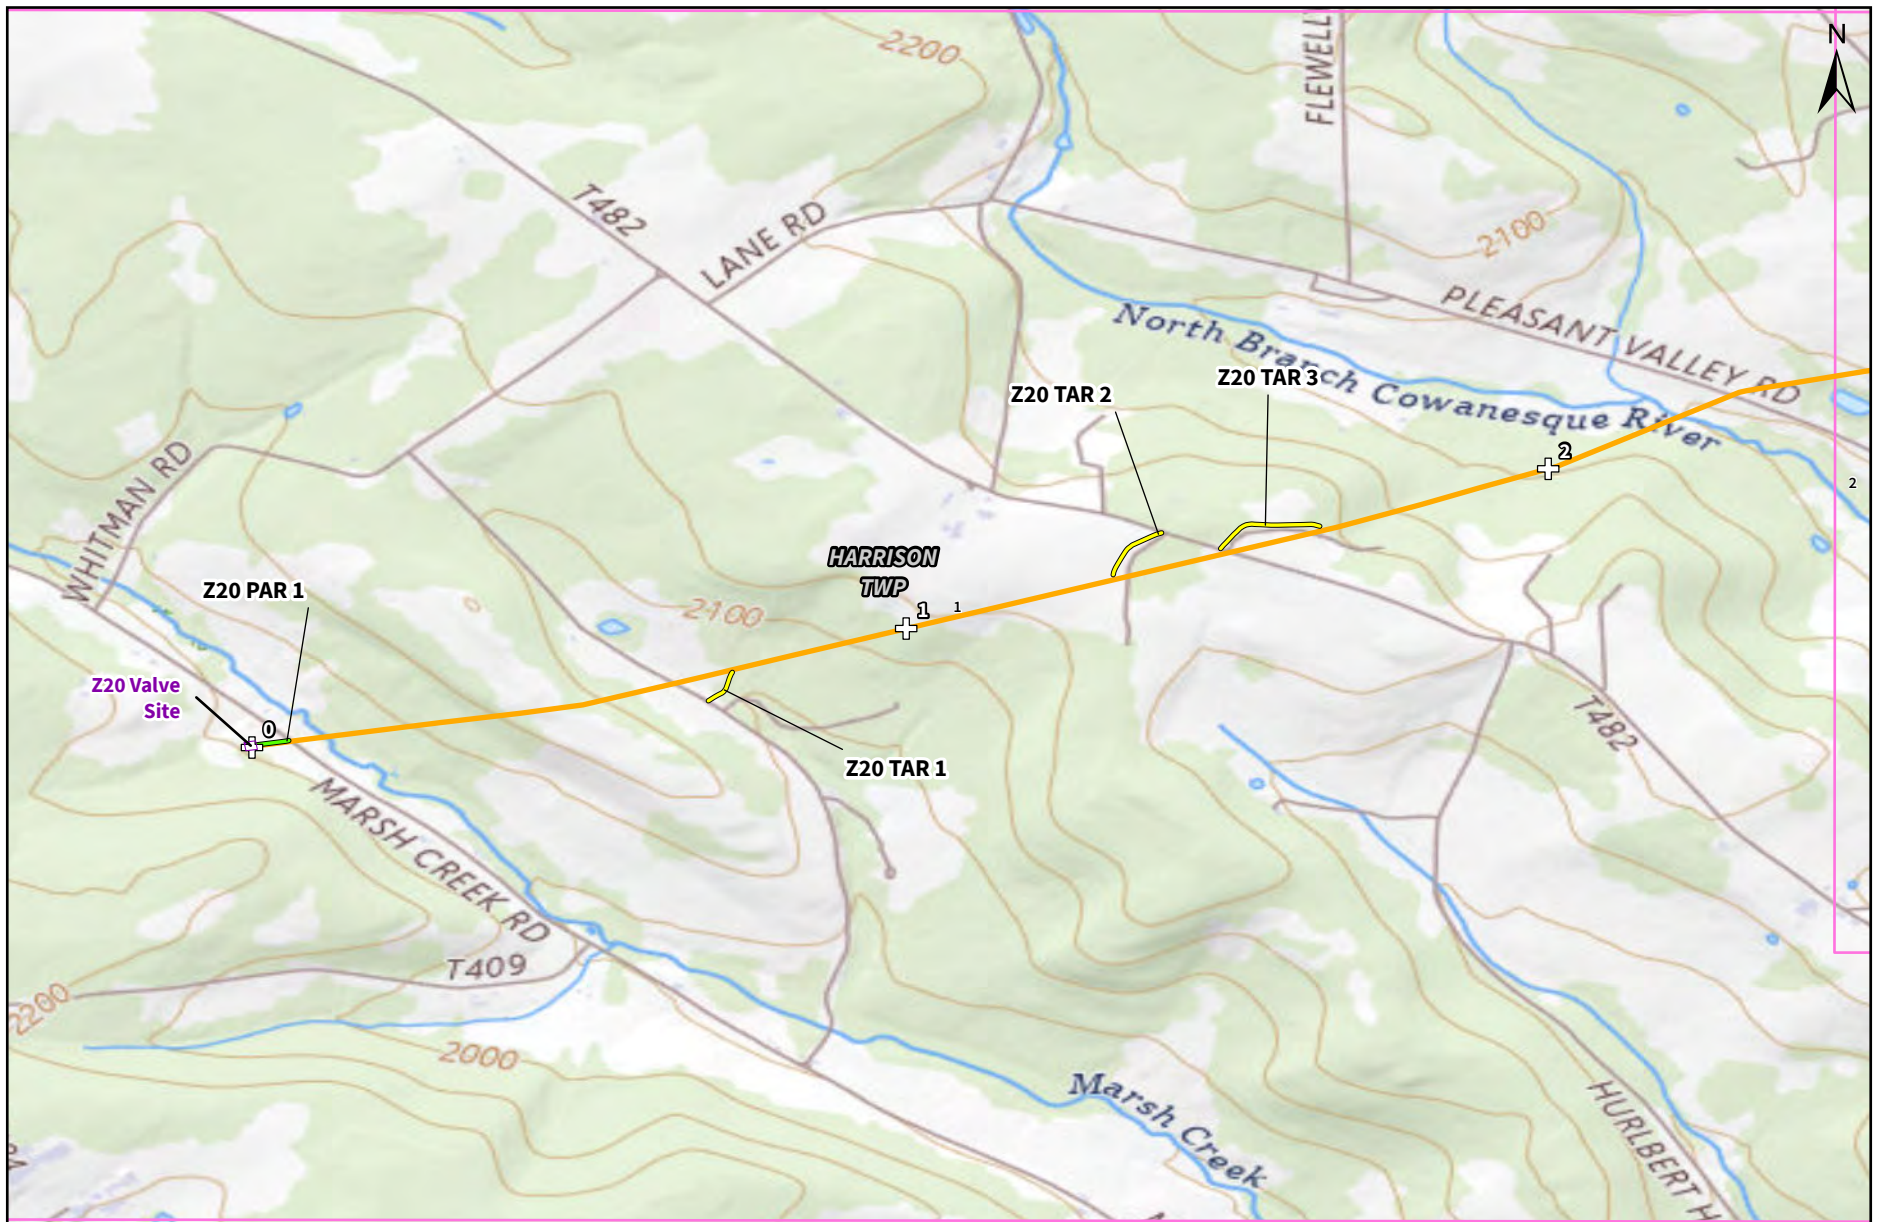 2200
N
FLEWELL
T482
LANE RD
2100
PLEASANT VALLEY RD
North Branch Cowanesque River
Z20 TAR 3
Z20 TAR 2
2
2
WHITMAN RD
HARRISON
TWP
Z20 PAR 1
2100
1
1
Z20 Valve
Site
0
T482
Z20 TAR 1
MARSH CREEK RD
T409
2200
2000
Marsh Creek
HURLBERT H